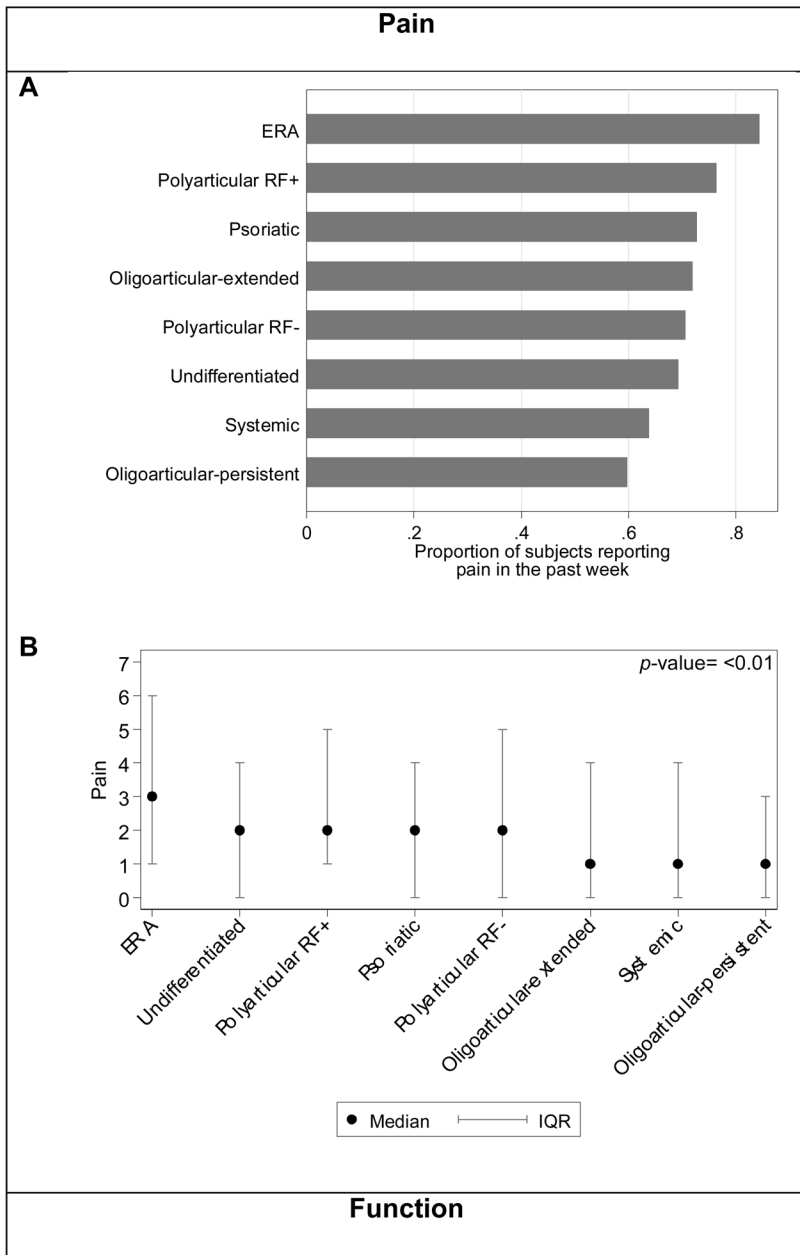 Pain
A
ERA
Polyarticular RF+
Psoriatic
Oligoarticular-extended
Polyarticular RF-
Undifferentiated
Systemic
Oligoarticular-persistent
0 .2 .4 .6 .8
Proportion of subjects reporting
pain in the past week
B
p-value= <0.01
7
6
5
4
3
2
1
0
Pain
ERA
Undifferentiated
Polyarticular RF+
Psoriatic
Polyarticular RF-
Oligoarticular-extended
Systemic
Oligoarticular-persistent
Median IQR
Function